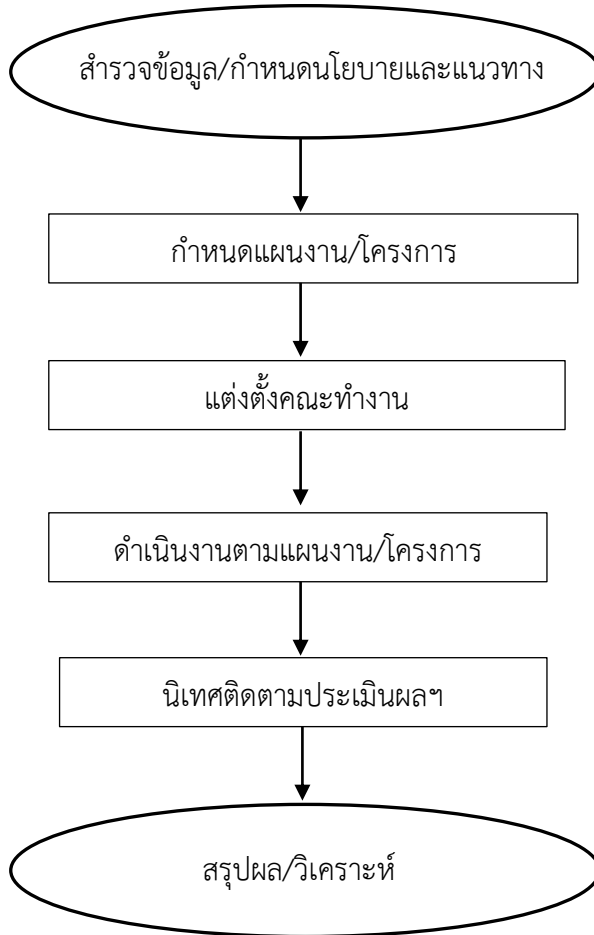 สำรวจข้อมูล/กำหนดนโยบายและแนวทาง
กำหนดแผนงาน/โครงการ
แต่งตั้งคณะทำงาน
ดำเนินงานตามแผนงาน/โครงการ
นิเทศติดตามประเมินผลฯ
สรุปผล/วิเคราะห์